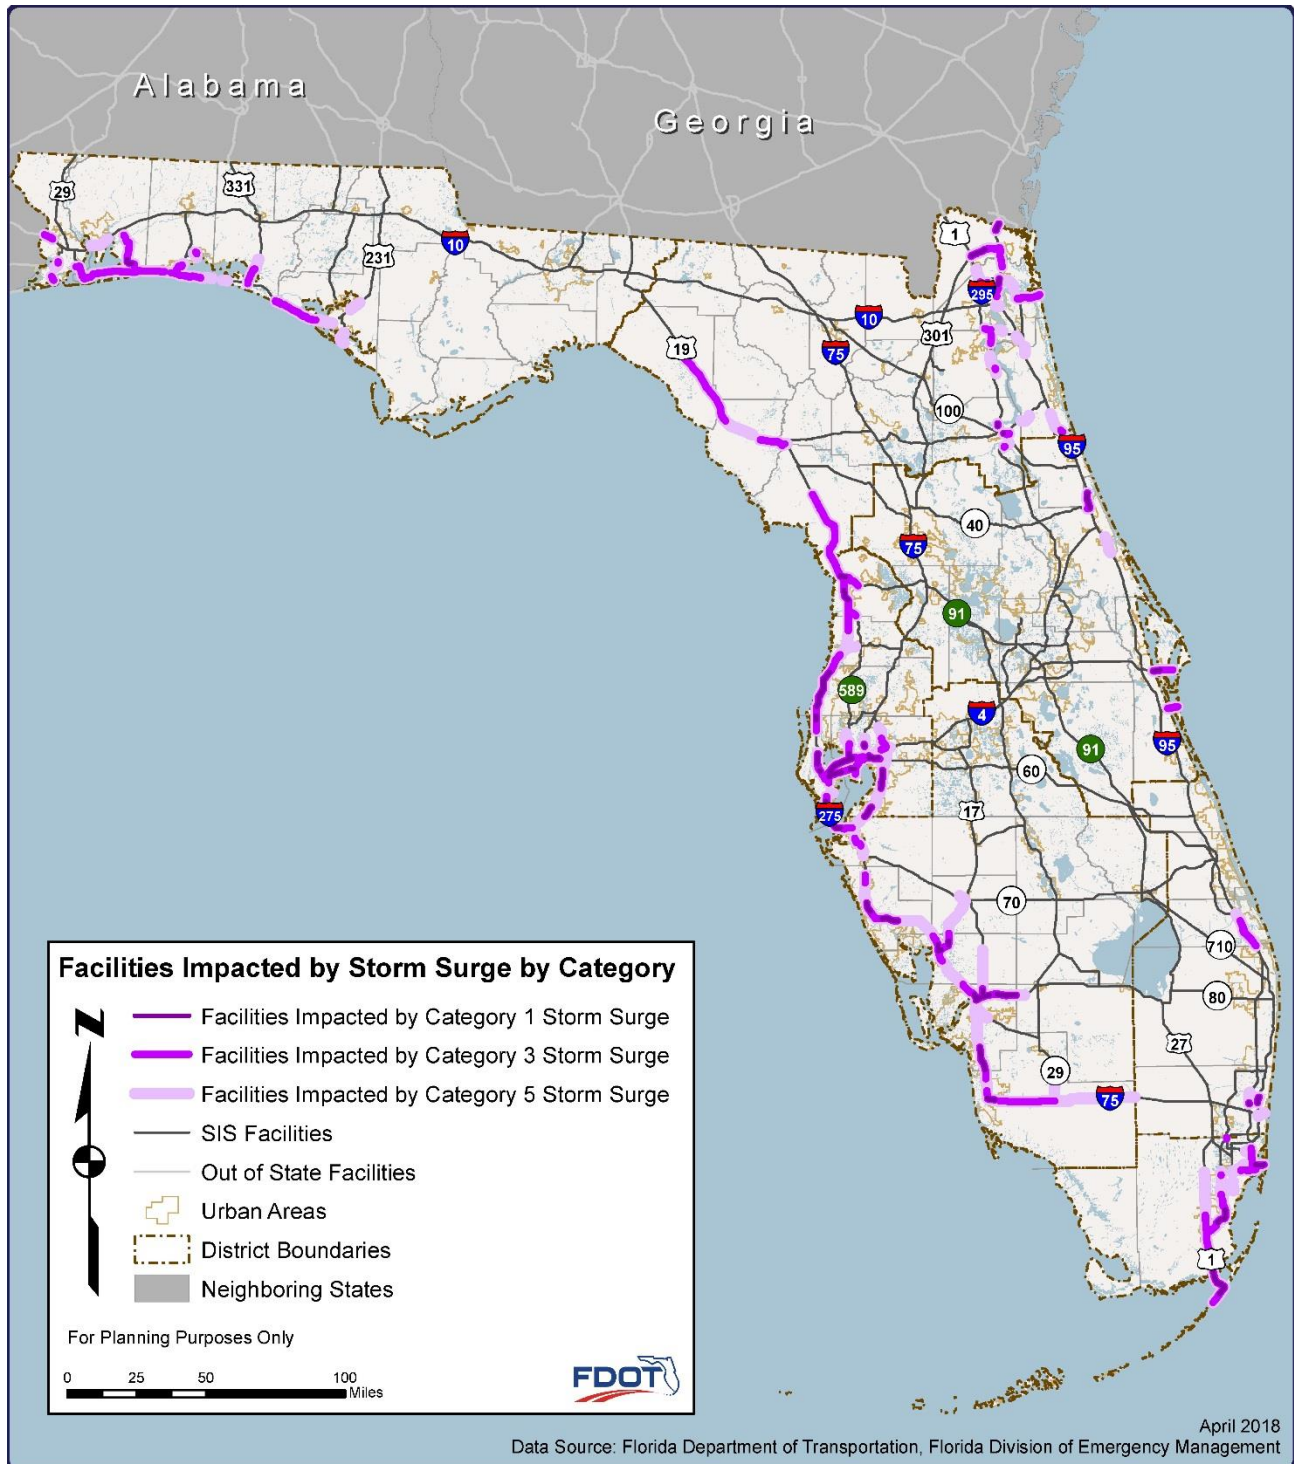 Alabama
Georgia
29
331
1
231
10
295
10
301
19
75
100
95
40
75
91
589
4
91
95
60
275
17
70
710
80
27
29
75
1
Facilities Impacted by Storm Surge by Category
N
Facilities Impacted by Category 1 Storm Surge
Facilities Impacted by Category 3 Storm Surge
Facilities Impacted by Category 5 Storm Surge
SIS Facilities
Out of State Facilities
Urban Areas
District Boundaries
Neighboring States
For Planning Purposes Only
0 25 50 100
Miles
FDOT
April 2018
Data Source: Florida Department of Transportation, Florida Division of Emergency Management